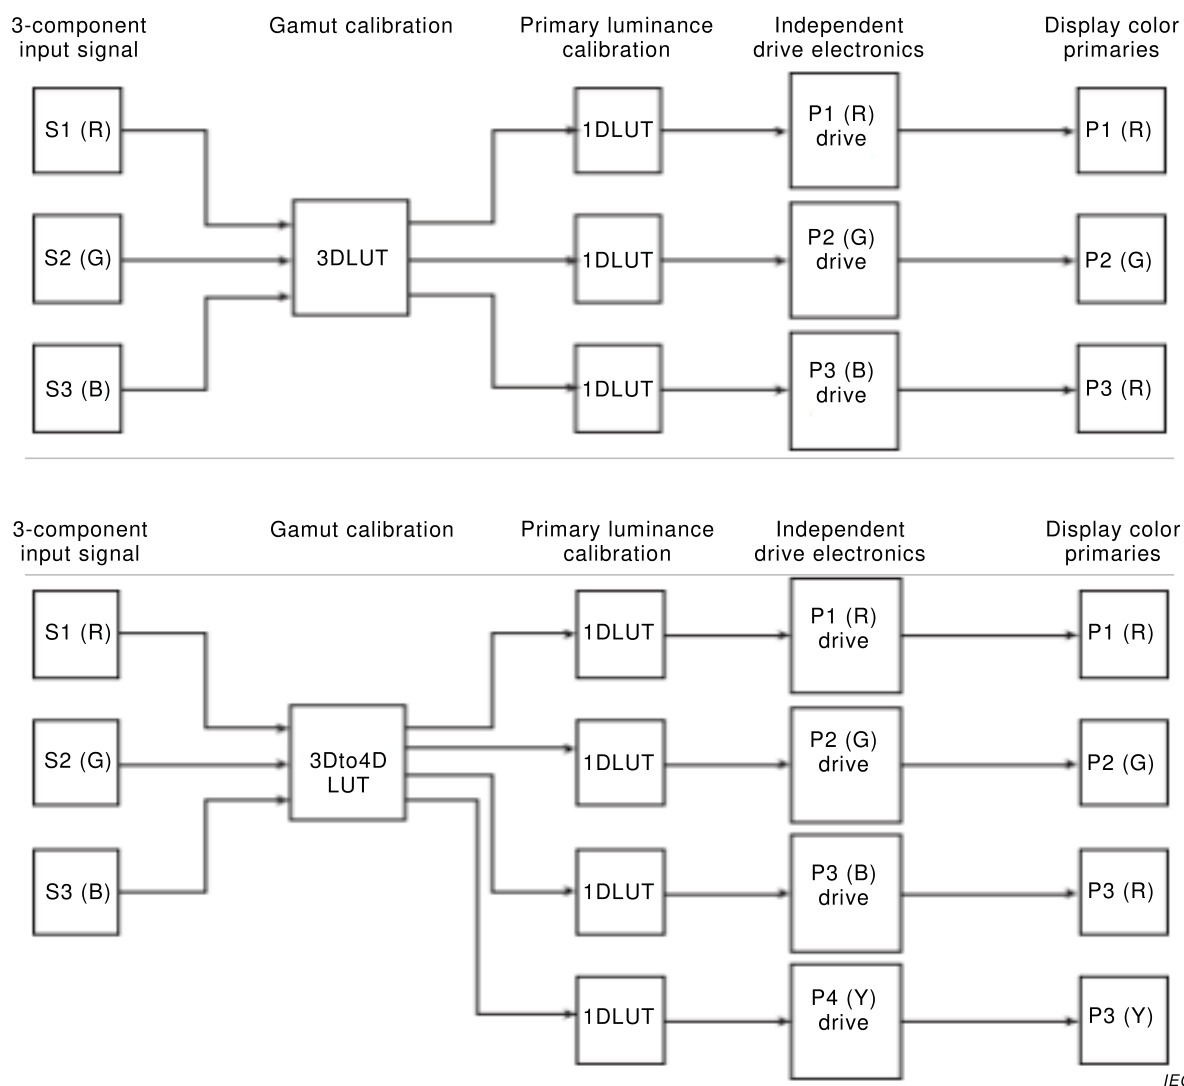 3-component
input signal
Gamut calibration
Primary luminance
calibration
Independent
drive electronics
Display color
primaries
S1 (R)
1DLUT
P1 (R)
drive
P1 (R)
S2 (G)
3DLUT
1DLUT
P2 (G)
drive
P2 (G)
S3 (B)
1DLUT
P3 (B)
drive
P3 (R)
3-component
input signal
Gamut calibration
Primary luminance
calibration
Independent
drive electronics
Display color
primaries
S1 (R)
1DLUT
P1 (R)
drive
P1 (R)
S2 (G)
3Dto4D
LUT
1DLUT
P2 (G)
drive
P2 (G)
S3 (B)
1DLUT
P3 (B)
drive
P3 (R)
1DLUT
P4 (Y)
drive
P3 (Y)
IEC